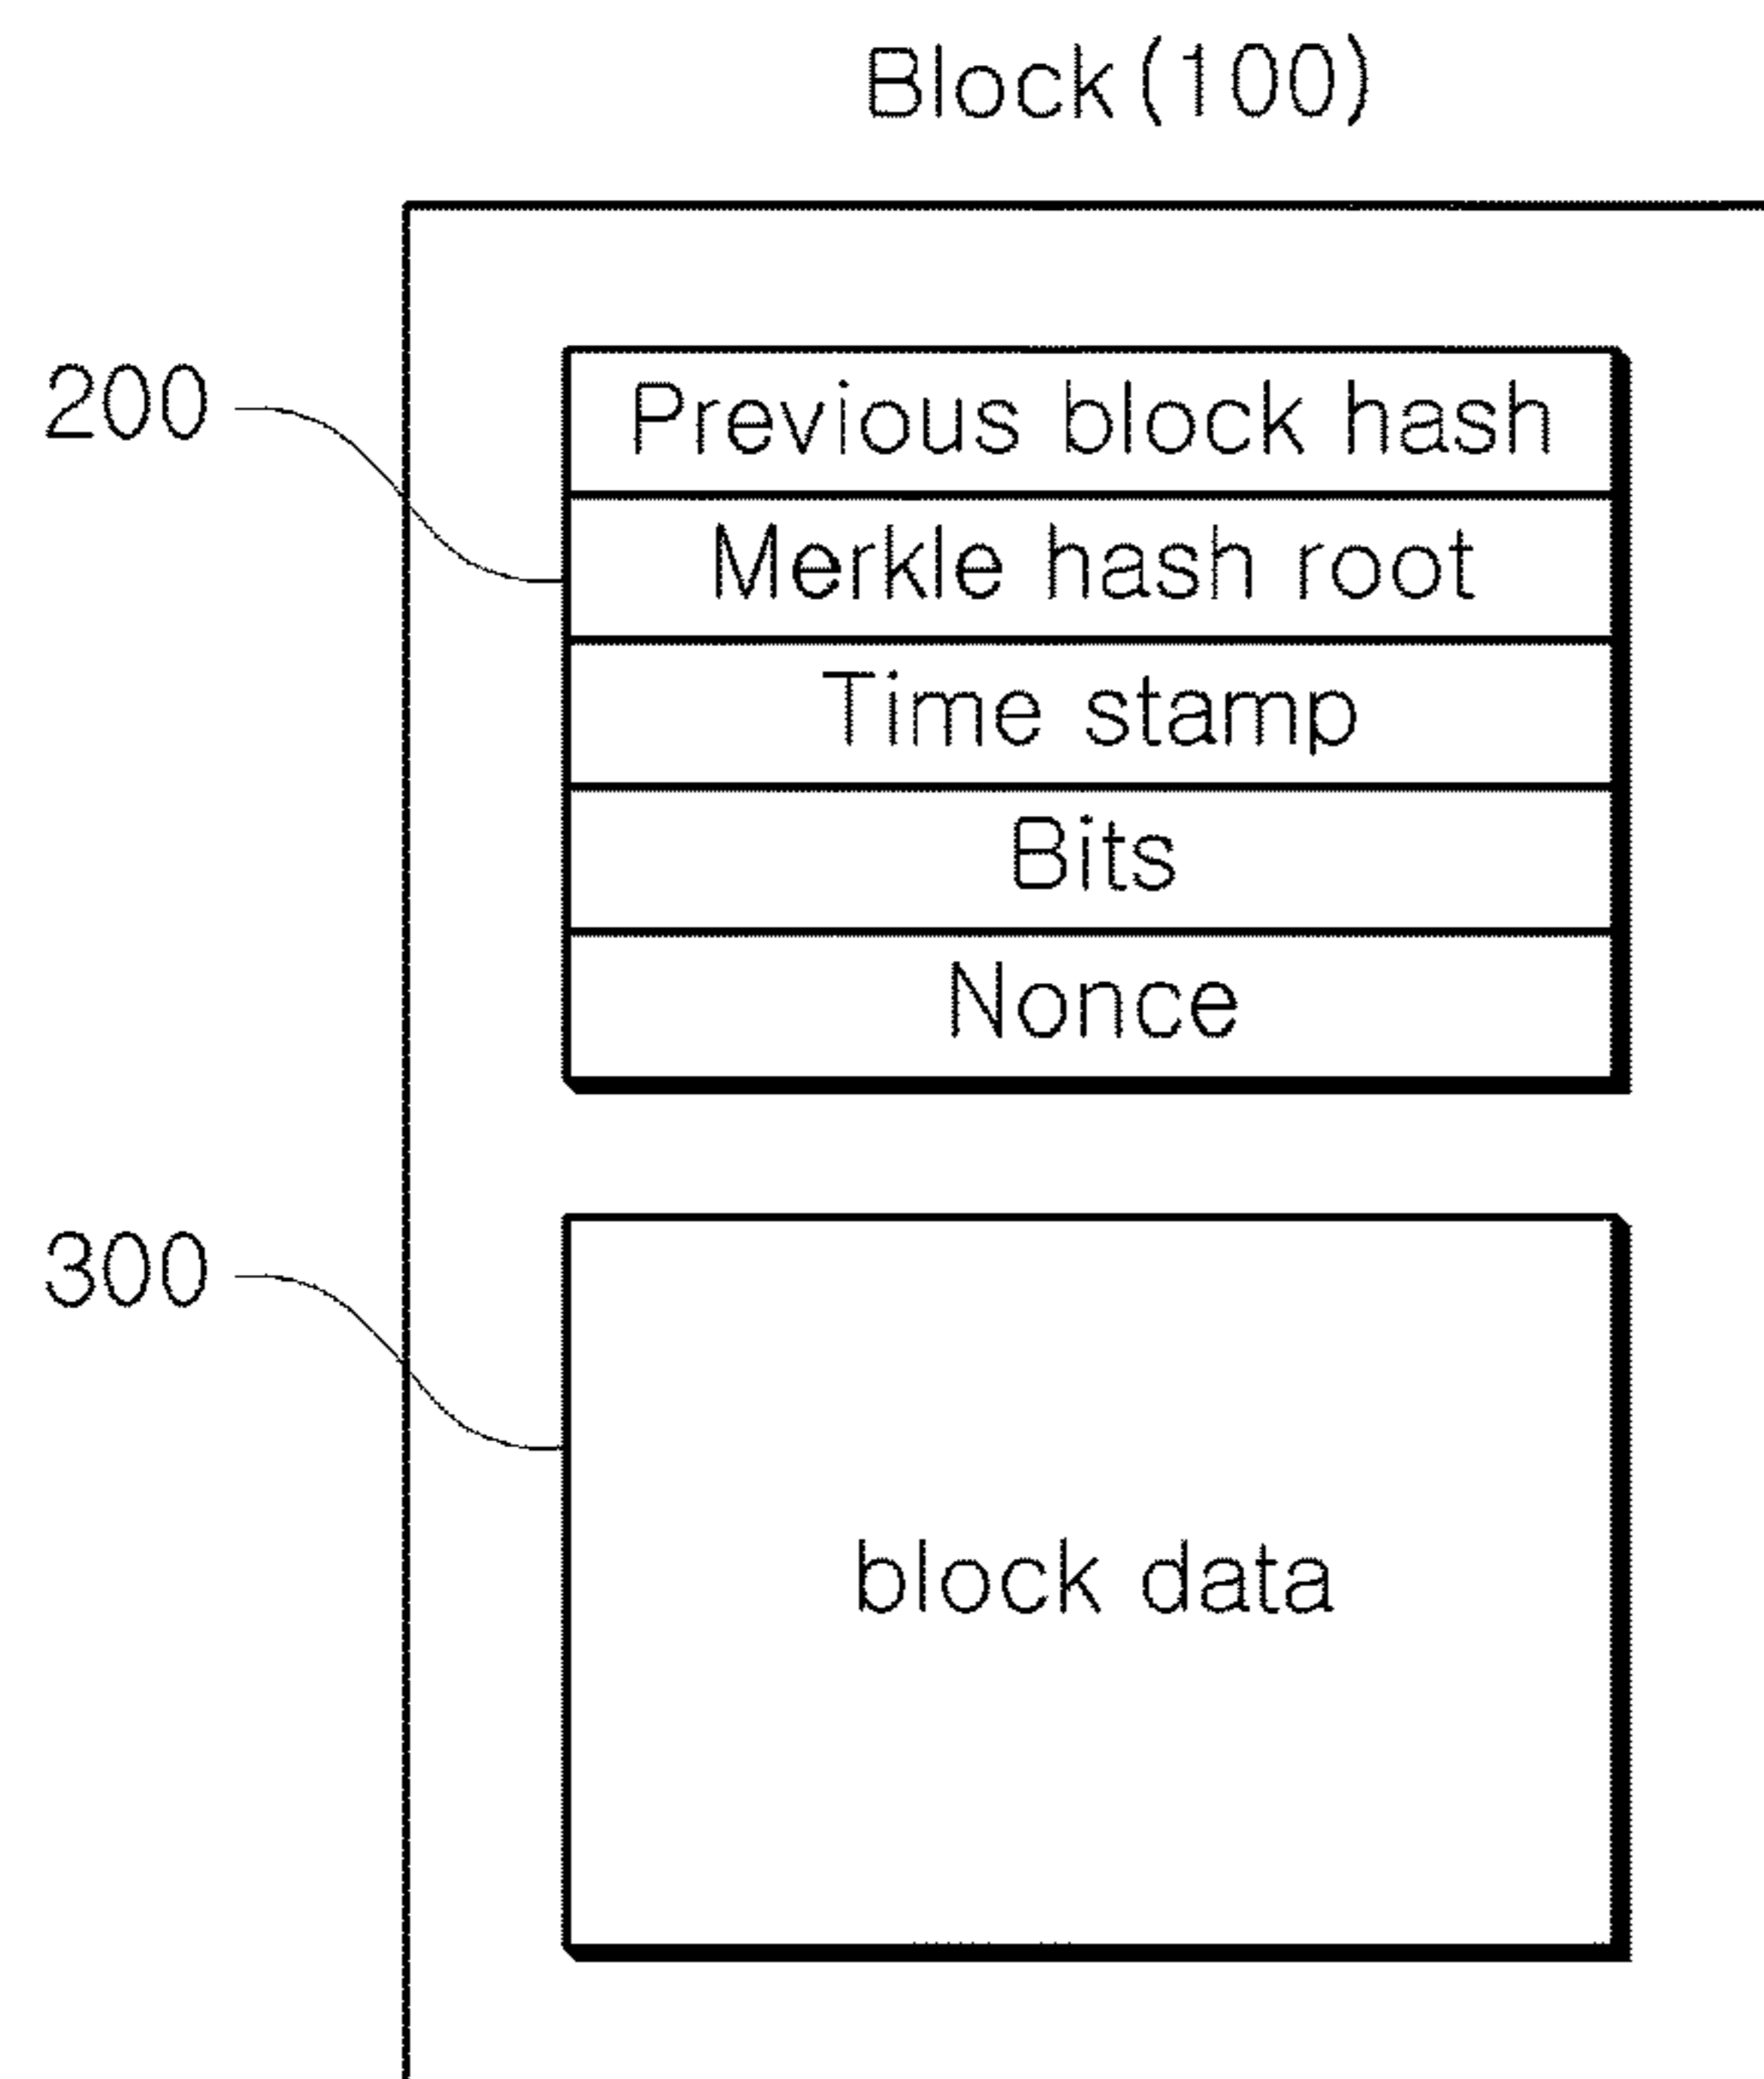 Block(100)
200
Previous block hash
Merkle hash root
Time stamp
Bits
Nonce
300
block data